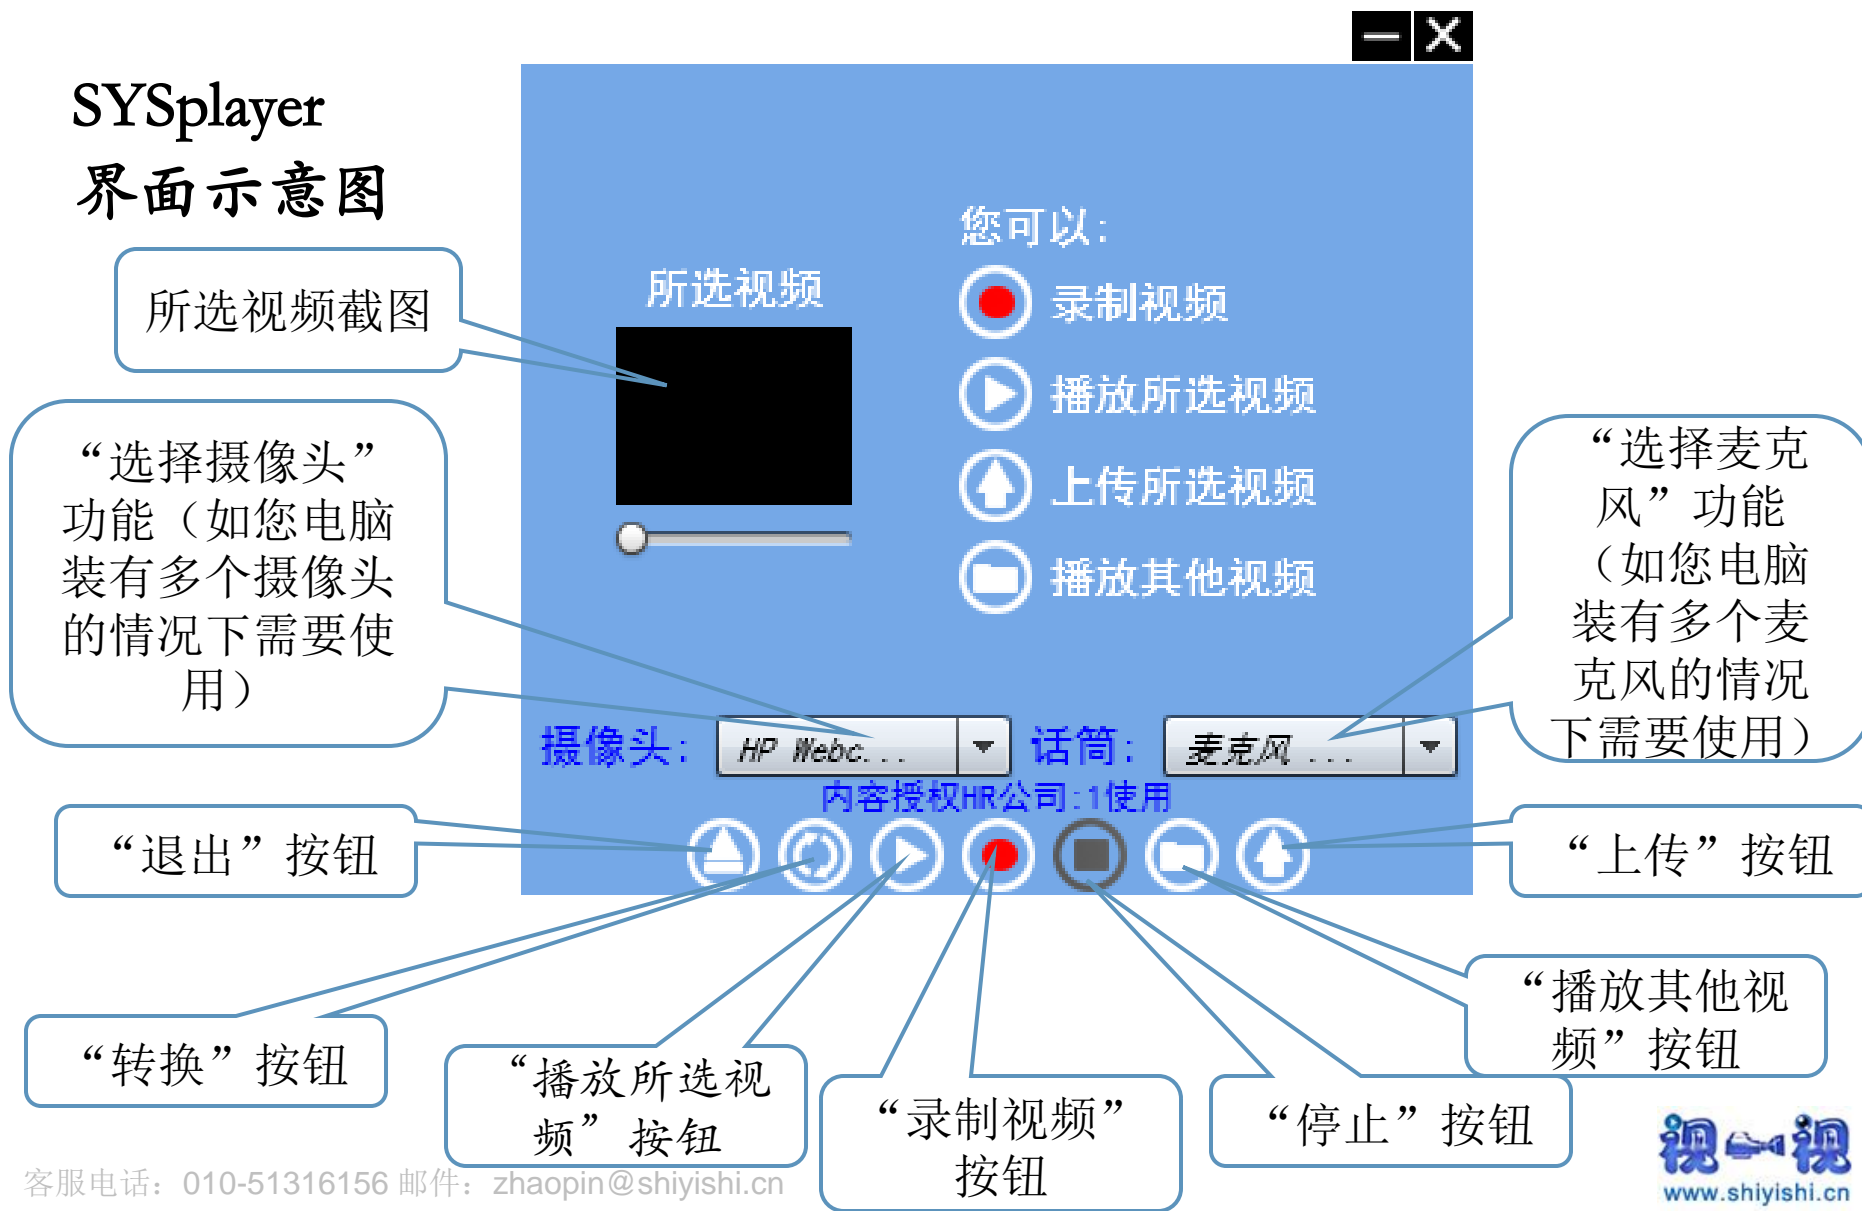 SYSplayer
界面示意图
所选视频截图
“选择摄像头”
功能（如您电脑
装有多个摄像头
的情况下需要使
用）
所选视频
您可以：
录制视频
播放所选视频
上传所选视频
播放其他视频
“选择麦克
风”功能
（如您电脑
装有多个麦
克风的情况
下需要使用）
摄像头： HP Webc... 话筒： 麦克风 ...
内容授权HR公司:1使用
“退出”按钮
“上传”按钮
“转换”按钮
“播放所选视
频”按钮
“录制视频”
按钮
“停止”按钮
“播放其他视
频”按钮
客服电话：010-51316156 邮件：zhaopin@shiyishi.cn
视一视
www.shiyishi.cn